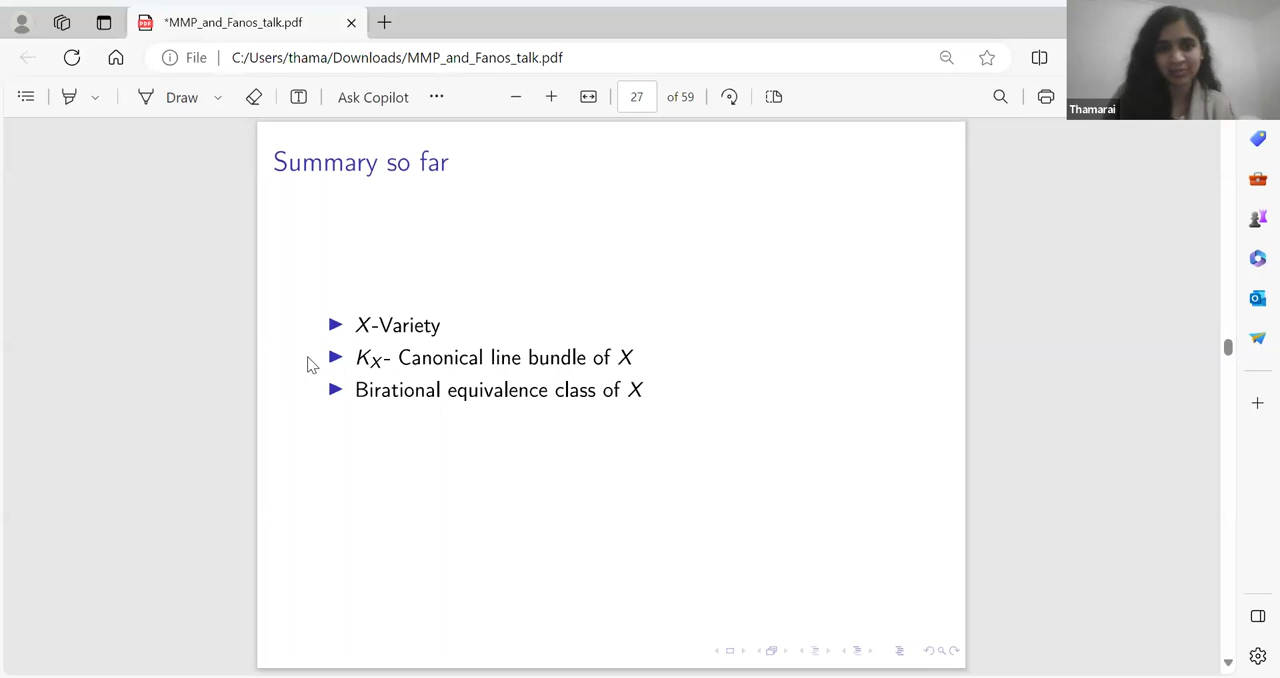 *MMP_and_Fanos_talk.pdf
File
C:/Users/thama/Downloads/MMP_and_Fanos_talk.pdf
Draw
Ask Copilot
27 of 59
Thamarai
Summary so far
X-Variety
K_X- Canonical line bundle of X
Birational equivalence class of X